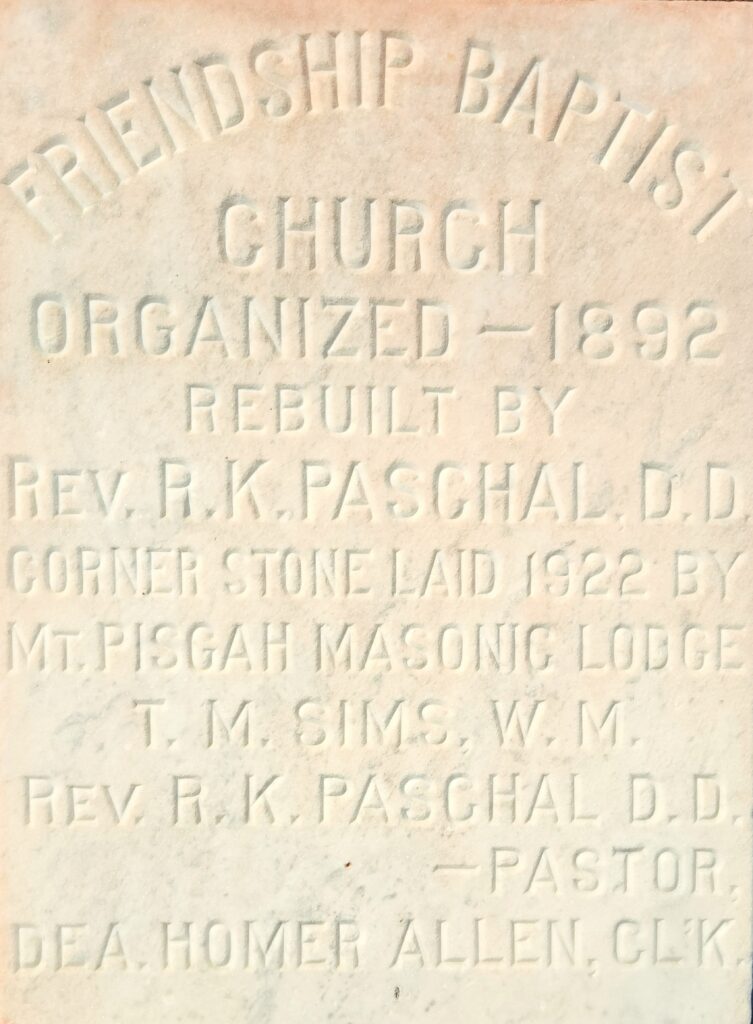 FRIENDSHIP BAPTIST
CHURCH
ORGANIZED — 1892
REBUILT BY
REV. R.K. PASCHAL, D.D.
CORNER STONE LAID 1922 BY
MT. PISGAH MASONIC LODGE
T. M. SIMS, W. M.
REV. R. K. PASCHAL D. D.
— PASTOR,
DEA. HOMER ALLEN, CL'K.